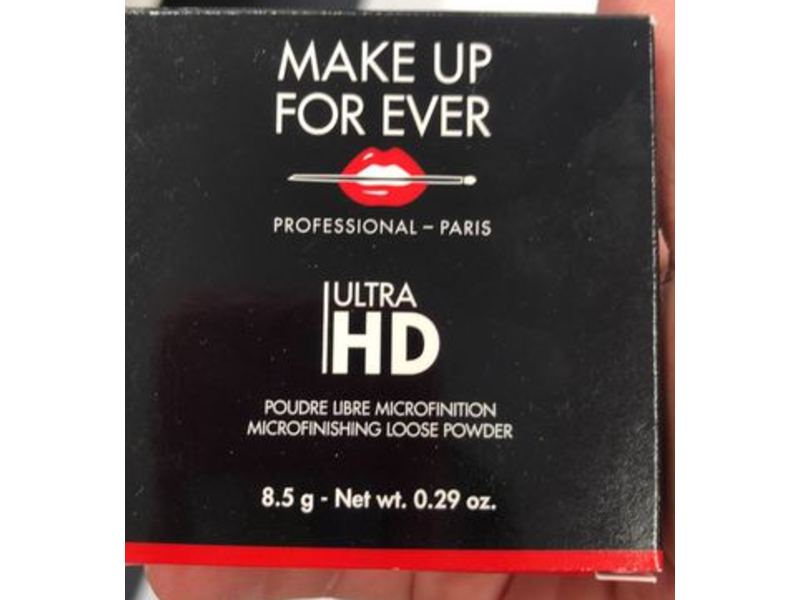 MAKE UP
FOR EVER
PROFESSIONAL – PARIS
ULTRA
HD
POUDRE LIBRE MICROFINITION
MICROFINISHING LOOSE POWDER
8.5 g - Net wt. 0.29 oz.